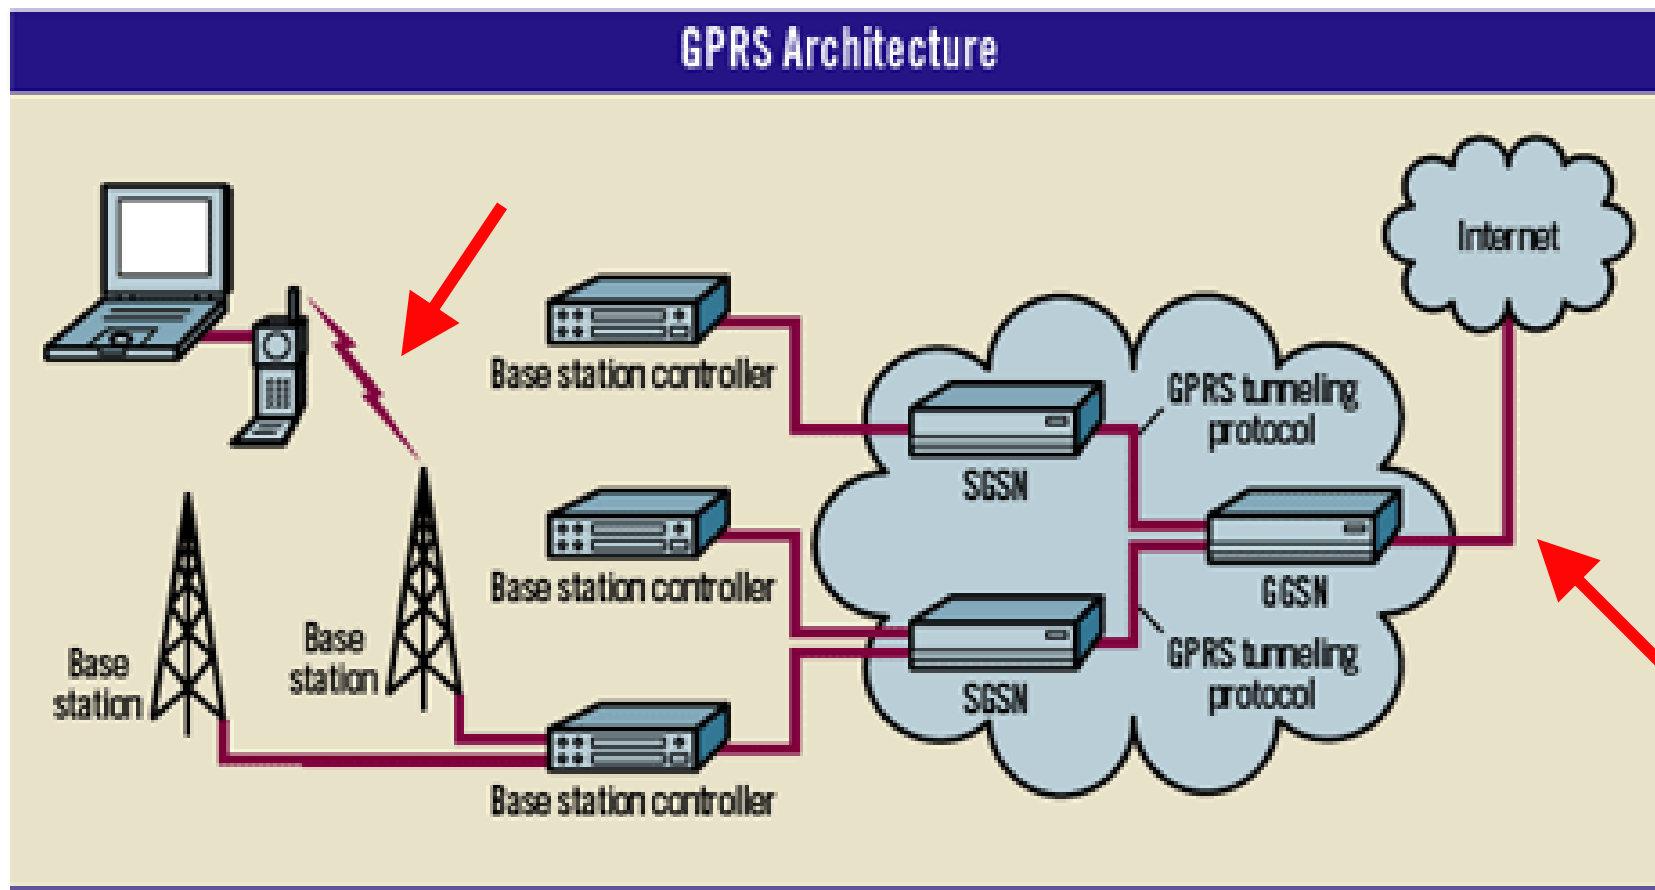 GPRS Architecture
Internet
Base station controller
GPRS tunneling
protocol
SGSN
Base station controller
GGSN
Base
station
Base
station
GPRS tunneling
protocol
SGSN
Base station controller